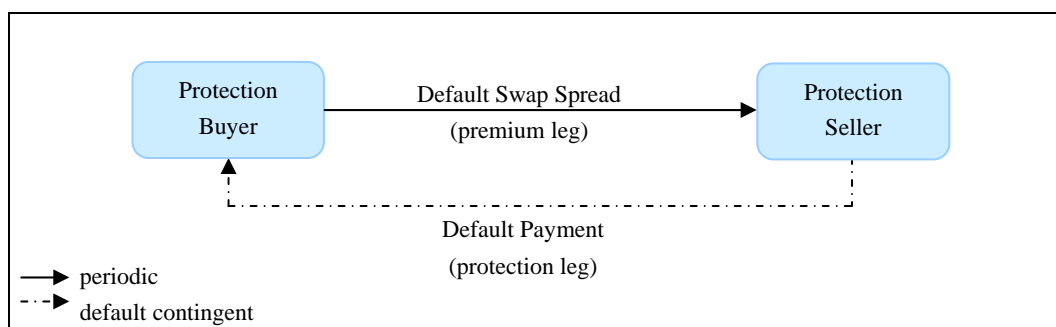 Protection
Buyer
Default Swap Spread
(premium leg)
Protection
Seller
Default Payment
(protection leg)
periodic
default contingent